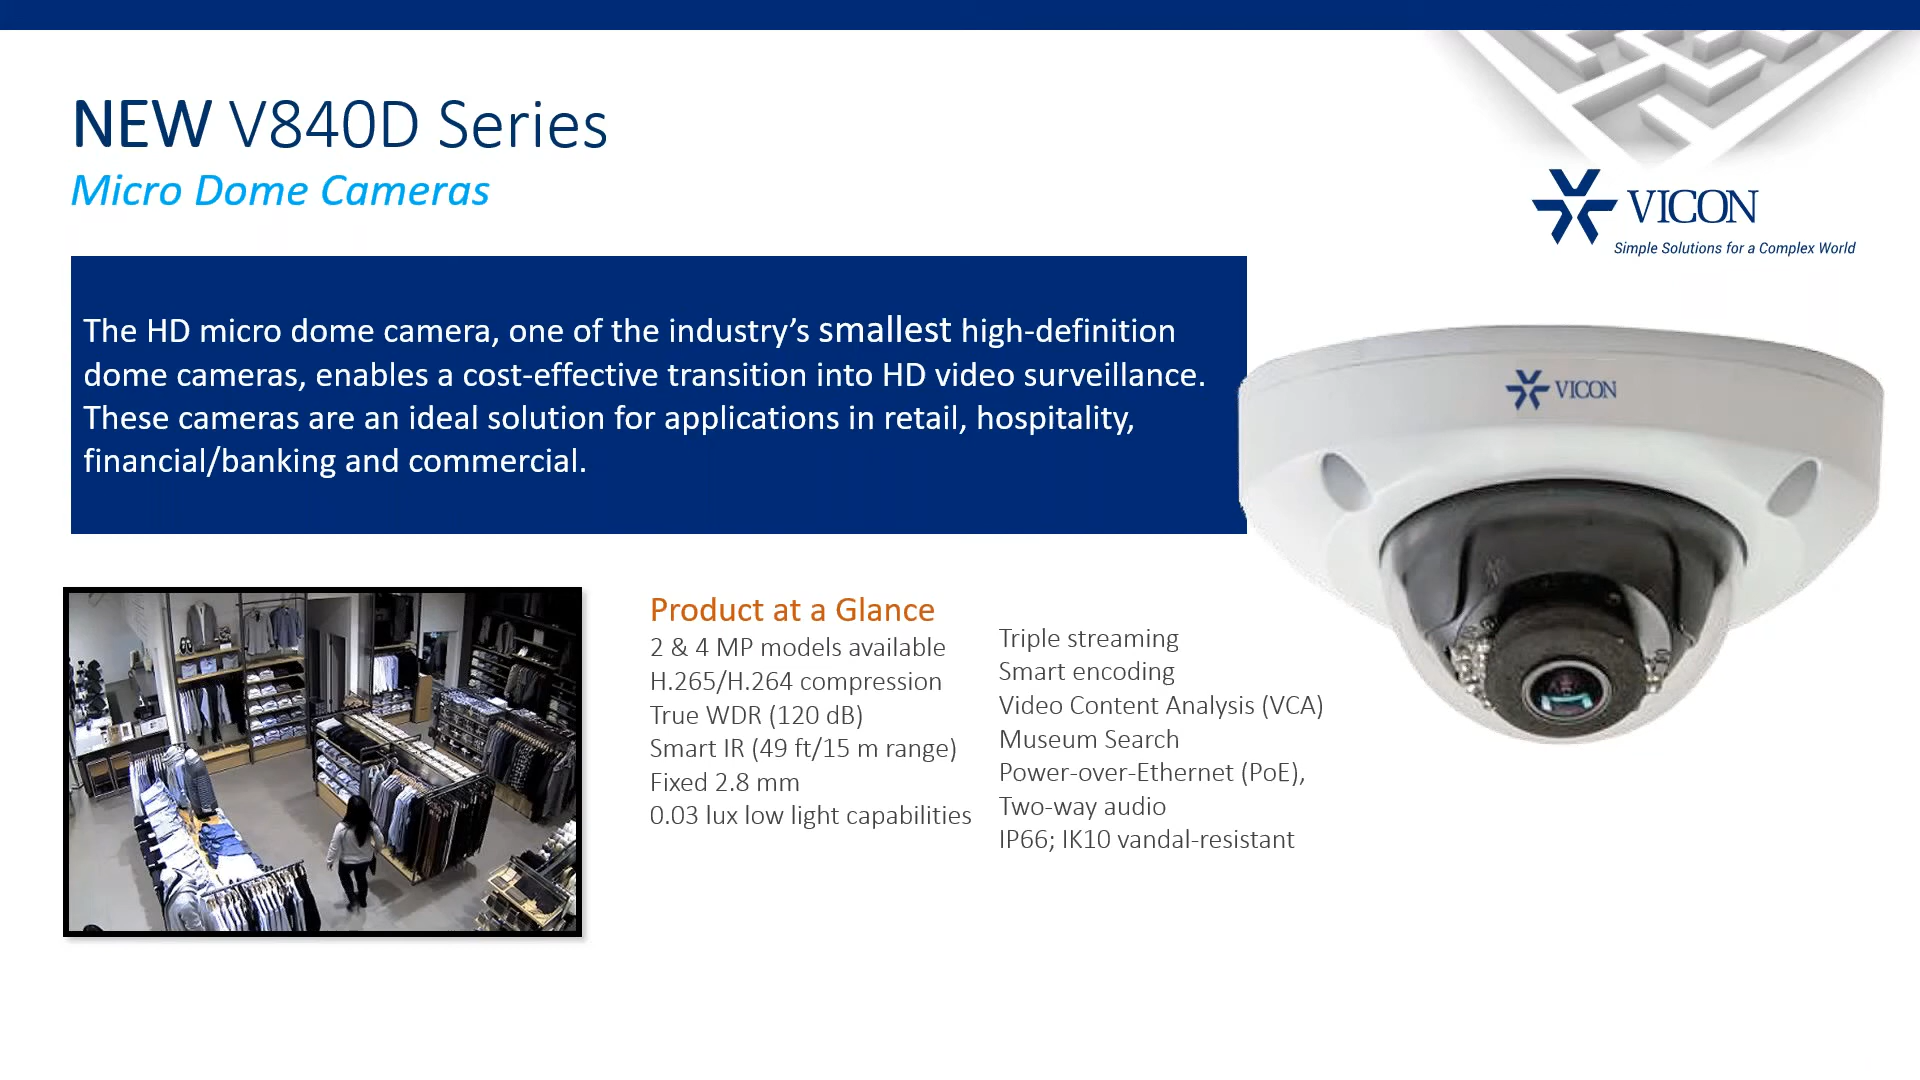 NEW V840D Series
Micro Dome Cameras
VICON
Simple Solutions for a Complex World
The HD micro dome camera, one of the industry’s smallest high-definition
dome cameras, enables a cost-effective transition into HD video surveillance.
These cameras are an ideal solution for applications in retail, hospitality,
financial/banking and commercial.
VICON
Product at a Glance
2 & 4 MP models available
H.265/H.264 compression
True WDR (120 dB)
Smart IR (49 ft/15 m range)
Fixed 2.8 mm
0.03 lux low light capabilities
Triple streaming
Smart encoding
Video Content Analysis (VCA)
Museum Search
Power-over-Ethernet (PoE),
Two-way audio
IP66; IK10 vandal-resistant